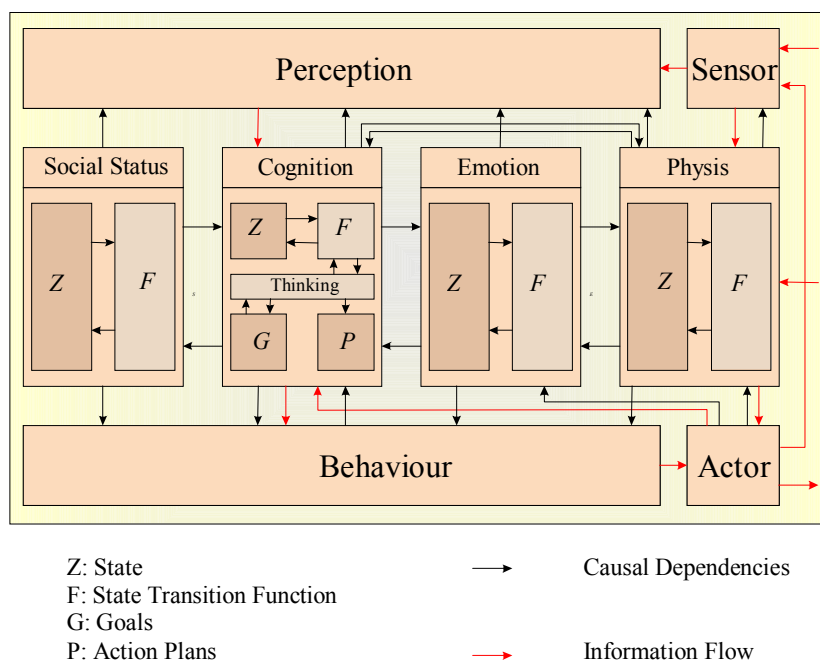 Perception
Sensor
Social Status
Cognition
Emotion
Physis
Z
F
Z
F
Thinking
G
P
Z
F
Z
F
Behaviour
Actor
Z: State
F: State Transition Function
G: Goals
P: Action Plans
Causal Dependencies
Information Flow